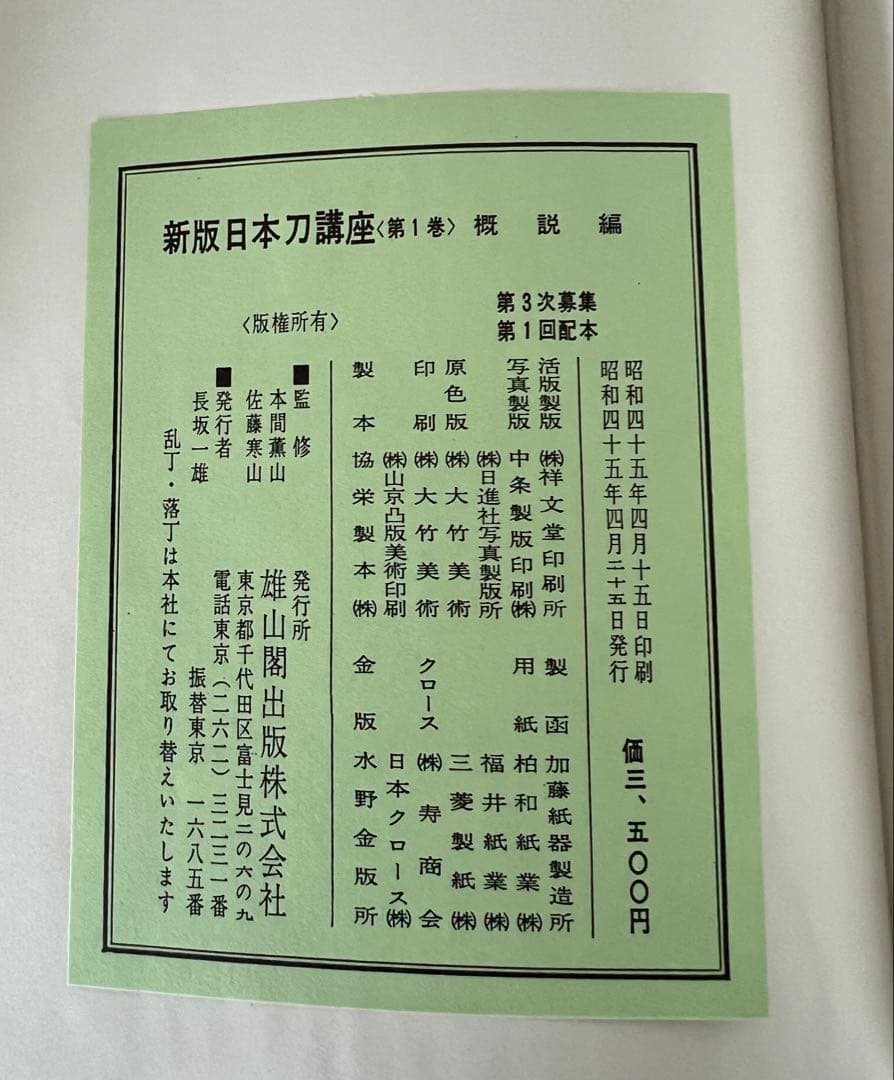 新版日本刀講座〈第1巻〉概説編
第3次募集
第1回配本
〈版権所有〉
昭和四十五年四月十五日印刷
昭和四十五年四月二十五日発行
価三、五〇〇円
活版製版 ㈱祥文堂印刷所
写真製版 中条製版印刷㈱
㈱日進社写真製版所
原色版 ㈱大竹美術
印刷 ㈱大竹美術
㈱山京凸版美術印刷
製本 協栄製本㈱
製函 加藤紙器製造所
用紙 柏和紙業㈱
福井紙業㈱
三菱製紙㈱
クロース ㈱寿商会
日本クロース㈱
金版 水野金版所
■監修
本間薫山
佐藤寒山
■発行者
長坂一雄
発行所
雄山閣出版株式会社
東京都千代田区富士見二の六の九
電話東京(二六二)三二三一番
振替東京 一六八五番
乱丁・落丁は本社にてお取り替えいたします